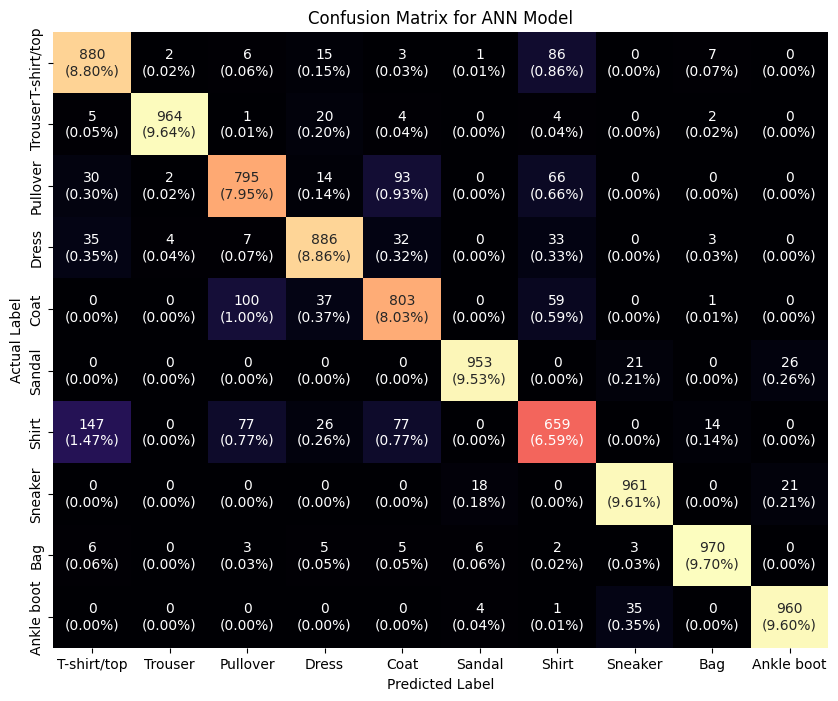 Confusion Matrix for ANN Model
Actual Label
T-shirt/top
880 2 6 15 3 1 86 0 7 0
(8.80%) (0.02%) (0.06%) (0.15%) (0.03%) (0.01%) (0.86%) (0.00%) (0.07%) (0.00%)
Trouser
5 964 1 20 4 0 4 0 2 0
(0.05%) (9.64%) (0.01%) (0.20%) (0.04%) (0.00%) (0.04%) (0.00%) (0.02%) (0.00%)
Pullover
30 2 795 14 93 0 66 0 0 0
(0.30%) (0.02%) (7.95%) (0.14%) (0.93%) (0.00%) (0.66%) (0.00%) (0.00%) (0.00%)
Dress
35 4 7 886 32 0 33 0 3 0
(0.35%) (0.04%) (0.07%) (8.86%) (0.32%) (0.00%) (0.33%) (0.00%) (0.03%) (0.00%)
Coat
0 0 100 37 803 0 59 0 1 0
(0.00%) (0.00%) (1.00%) (0.37%) (8.03%) (0.00%) (0.59%) (0.00%) (0.01%) (0.00%)
Sandal
0 0 0 0 0 953 0 21 0 26
(0.00%) (0.00%) (0.00%) (0.00%) (0.00%) (9.53%) (0.00%) (0.21%) (0.00%) (0.26%)
Shirt
147 0 77 26 77 0 659 0 14 0
(1.47%) (0.00%) (0.77%) (0.26%) (0.77%) (0.00%) (6.59%) (0.00%) (0.14%) (0.00%)
Sneaker
0 0 0 0 0 18 0 961 0 21
(0.00%) (0.00%) (0.00%) (0.00%) (0.00%) (0.18%) (0.00%) (9.61%) (0.00%) (0.21%)
Bag
6 0 3 5 5 6 2 3 970 0
(0.06%) (0.00%) (0.03%) (0.05%) (0.05%) (0.06%) (0.02%) (0.03%) (9.70%) (0.00%)
Ankle boot
0 0 0 0 0 4 1 35 0 960
(0.00%) (0.00%) (0.00%) (0.00%) (0.00%) (0.04%) (0.01%) (0.35%) (0.00%) (9.60%)
T-shirt/top Trouser Pullover Dress Coat Sandal Shirt Sneaker Bag Ankle boot
Predicted Label